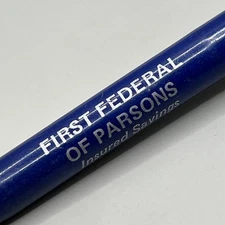 FIRST FEDERAL
OF PARSONS
Insured Savings